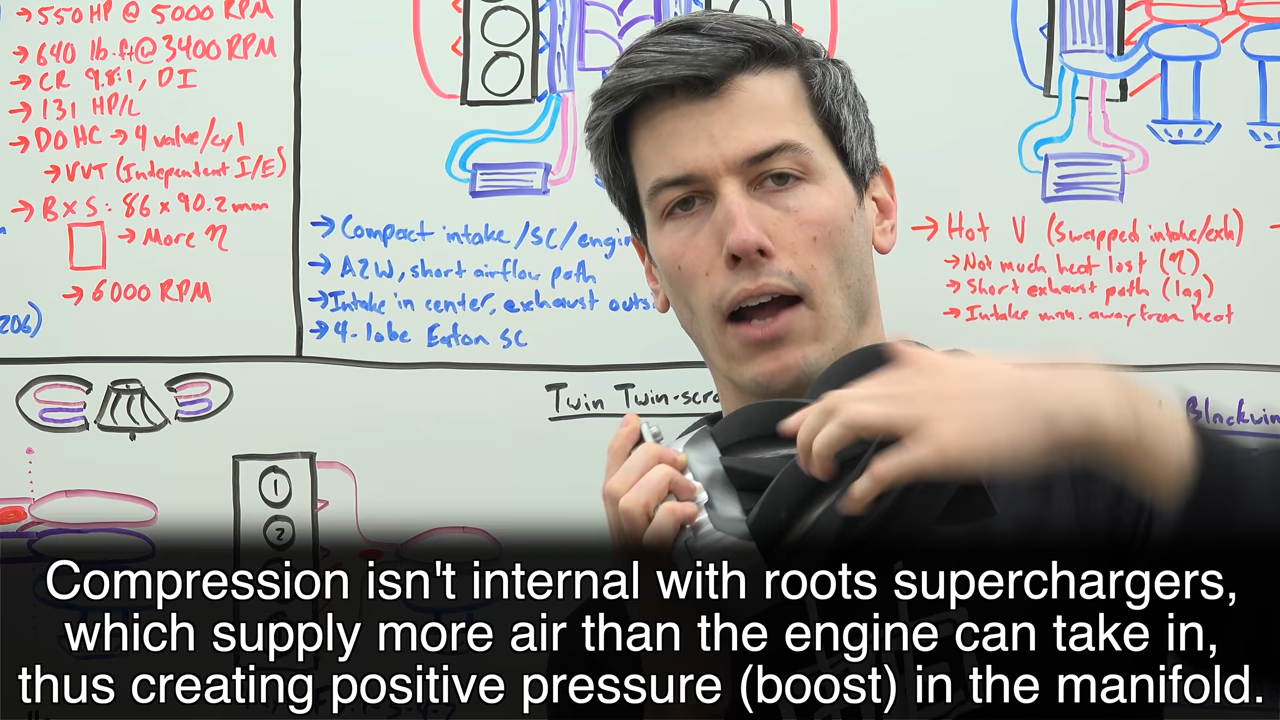 → 550 HP @ 5000 RPM
→ 640 lb.ft @ 3400 RPM
→ CR 9.8:1, DI
→ 131 HP/L
→ DOHC → 4 valve/cyl
→ VVT (Independent I/E)
→ B x S: 86 x 90.2 mm
→ More η
→ 6000 RPM
206)
→ Compact intake/SC/engin
→ A2W, short airflow path
→ Intake in center, exhaust outs
→ 4-lobe Eaton SC
→ Hot V (Swapped intake/exh)
→ Not much heat lost (η)
→ Short exhaust path (lag)
→ Intake man. away from heat
Twin Twin-scro
Blackwin
1
2
Compression isn't internal with roots superchargers,
which supply more air than the engine can take in,
thus creating positive pressure (boost) in the manifold.